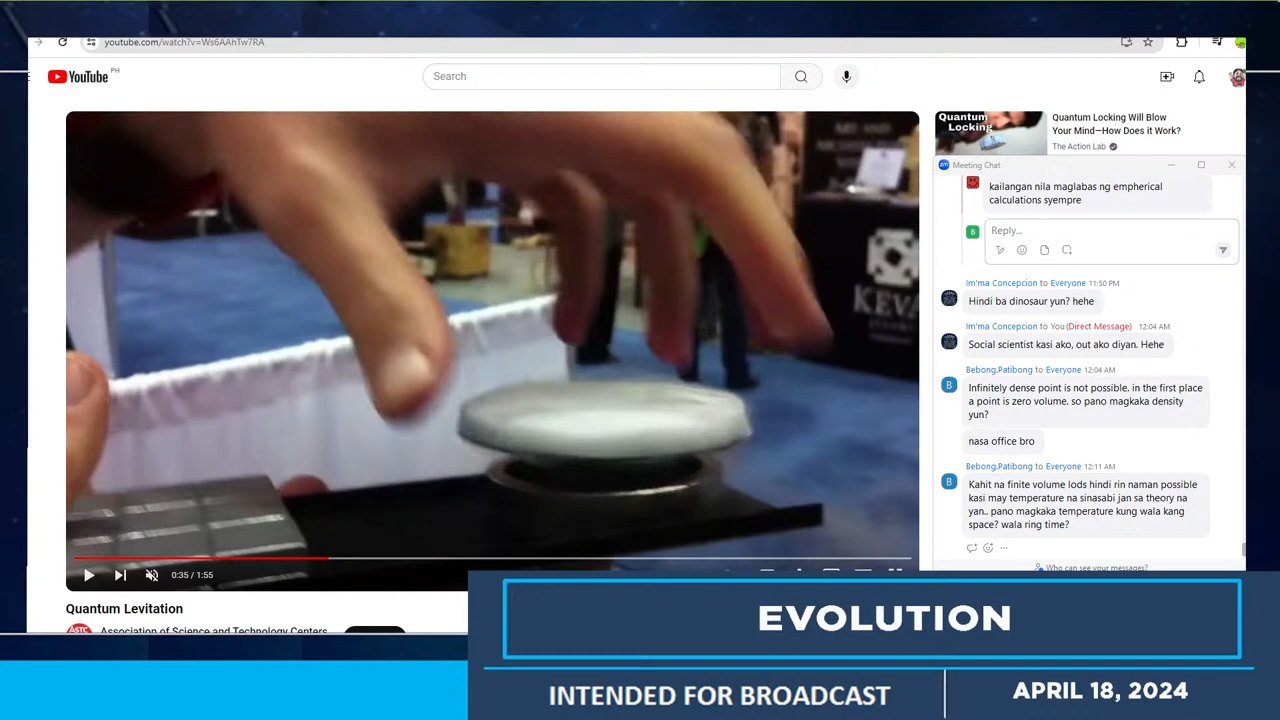 youtube.com/watch?v=Ws6AAhTw7RA
YouTube PH
Search
KEVA
Quantum
Locking
Quantum Locking Will Blow
Your Mind—How Does it Work?
The Action Lab
zm Meeting Chat
kailangan nila maglabas ng empherical
calculations syempre
B
Reply...
Im'ma Concepcion to Everyone 11:50 PM
Hindi ba dinosaur yun? hehe
Im'ma Concepcion to You (Direct Message) 12:04 AM
Social scientist kasi ako, out ako diyan. Hehe
Bebong.Patibong to Everyone 12:04 AM
B
Infinitely dense point is not possible. in the first place
a point is zero volume. so pano magkaka density
yun?
nasa office bro
Bebong.Patibong to Everyone 12:11 AM
B
Kahit na finite volume lods hindi rin naman possible
kasi may temperature na sinasabi jan sa theory na
yan.. pano magkaka temperature kung wala kang
space? wala ring time?
Who can see your messages?
0:35 / 1:55
Quantum Levitation
ASTC
Association of Science and Technology Centers
EVOLUTION
INTENDED FOR BROADCAST
APRIL 18, 2024